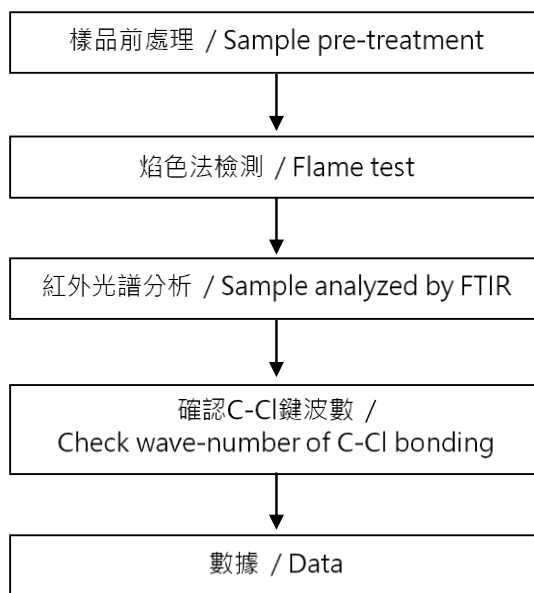 樣品前處理 / Sample pre-treatment
焰色法檢測 / Flame test
紅外光譜分析 / Sample analyzed by FTIR
確認C-Cl鍵波數 /
Check wave-number of C-Cl bonding
數據 / Data